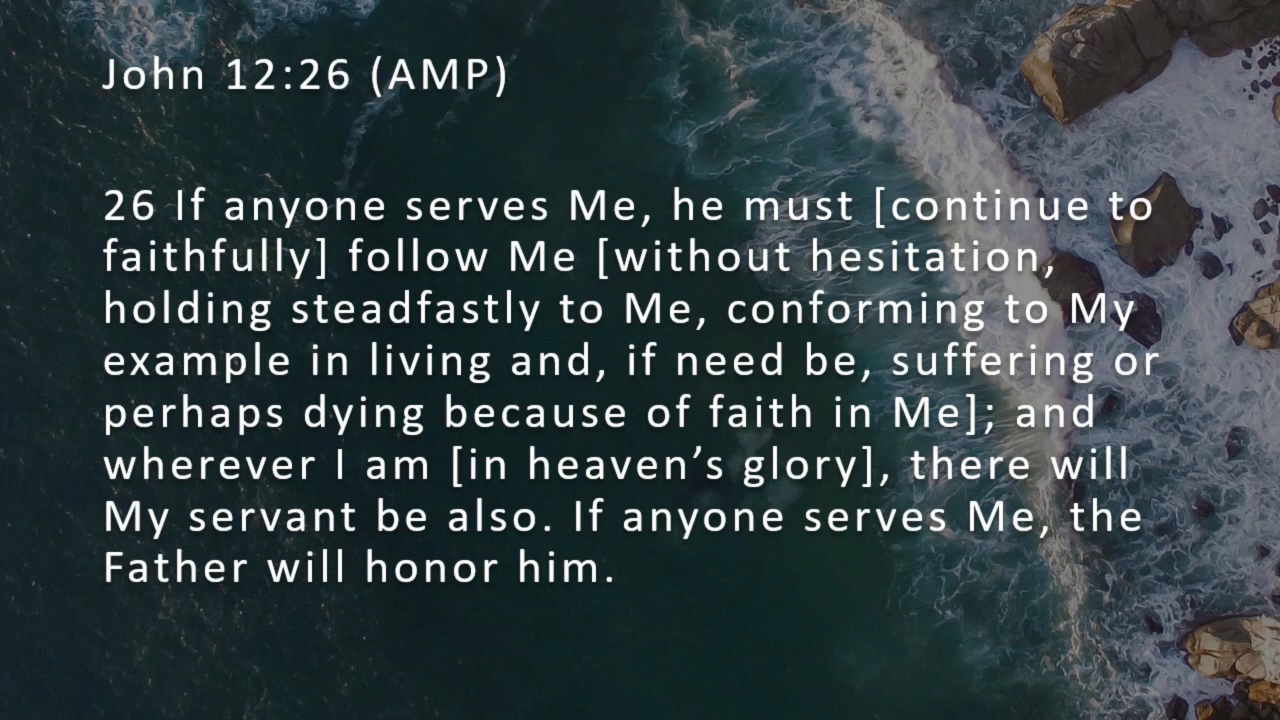 John 12:26 (AMP)
26 If anyone serves Me, he must [continue to
faithfully] follow Me [without hesitation,
holding steadfastly to Me, conforming to My
example in living and, if need be, suffering or
perhaps dying because of faith in Me]; and
wherever I am [in heaven’s glory], there will
My servant be also. If anyone serves Me, the
Father will honor him.